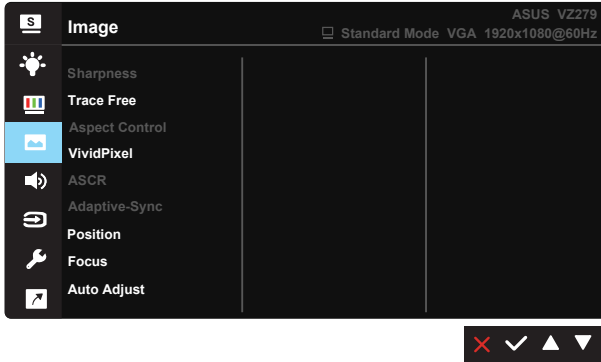 S
Image
ASUS VZ279
Standard Mode VGA 1920x1080@60Hz
Sharpness
Trace Free
Aspect Control
VividPixel
ASCR
Adaptive-Sync
Position
Focus
Auto Adjust